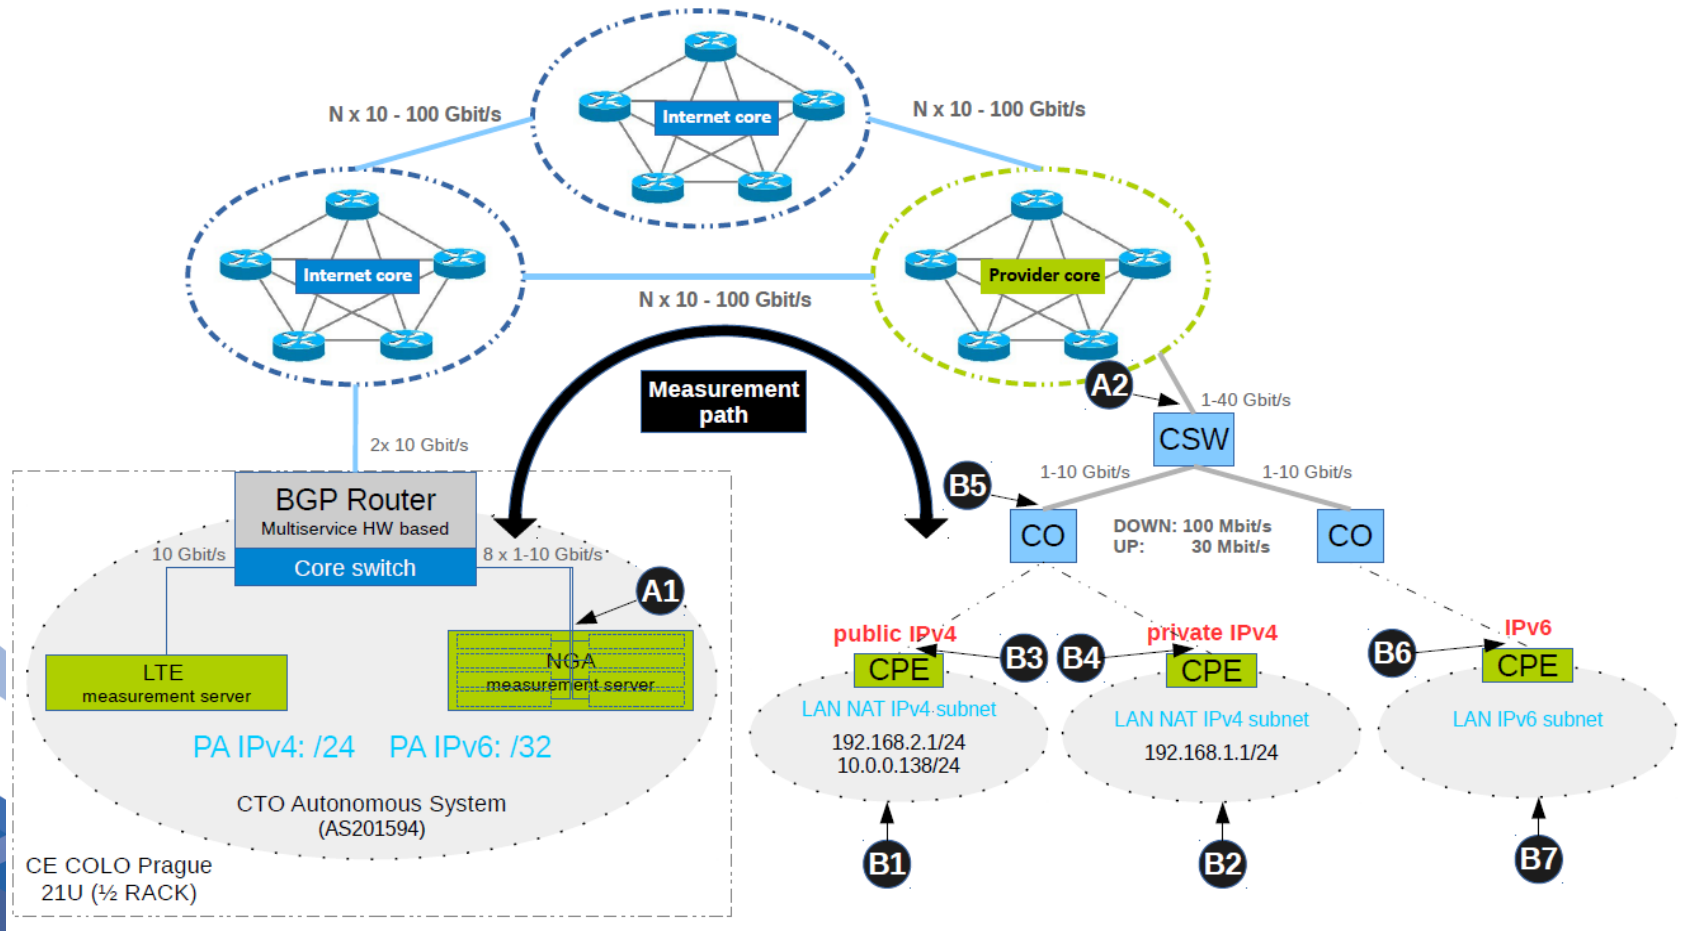 N x 10 - 100 Gbit/s
Internet core
N x 10 - 100 Gbit/s
Internet core
N x 10 - 100 Gbit/s
Provider core
Measurement
path
A2
1-40 Gbit/s
CSW
2x 10 Gbit/s
1-10 Gbit/s
1-10 Gbit/s
B5
BGP Router
Multiservice HW based
CO
DOWN: 100 Mbit/s
UP: 30 Mbit/s
CO
10 Gbit/s
Core switch
8 x 1-10 Gbit/s
A1
public IPv4
private IPv4
IPv6
LTE
measurement server
NGA
measurement server
CPE
B3
B4
CPE
B6
CPE
LAN NAT IPv4 subnet
192.168.2.1/24
10.0.0.138/24
LAN NAT IPv4 subnet
192.168.1.1/24
LAN IPv6 subnet
PA IPv4: /24 PA IPv6: /32
CTO Autonomous System
(AS201594)
B1
B2
B7
CE COLO Prague
21U (½ RACK)